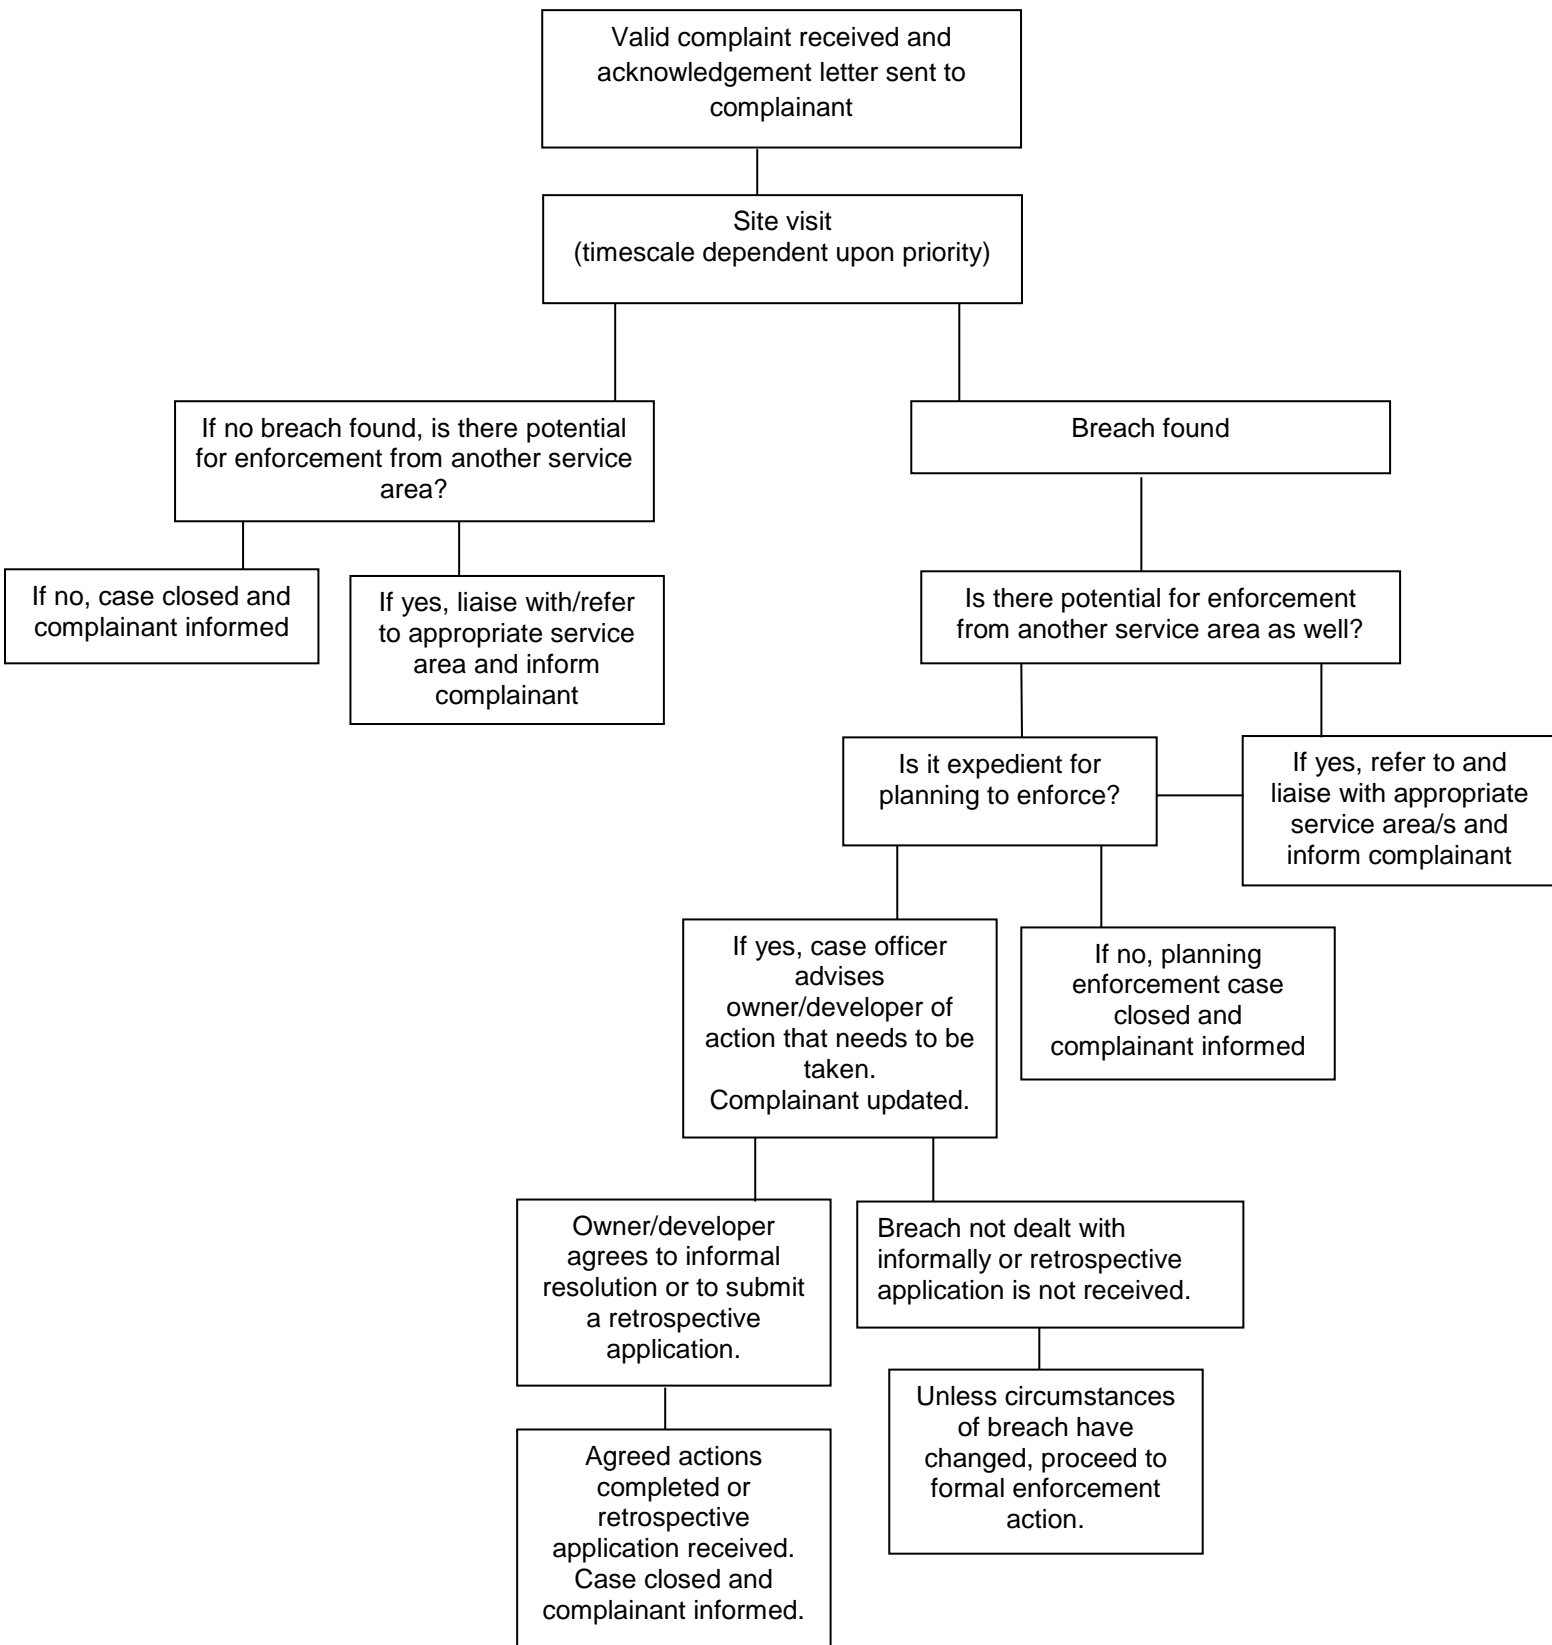 Valid complaint received and
acknowledgement letter sent to
complainant
Site visit
(timescale dependent upon priority)
If no breach found, is there potential
for enforcement from another service
area?
Breach found
If no, case closed and
complainant informed
If yes, liaise with/refer
to appropriate service
area and inform
complainant
Is there potential for enforcement
from another service area as well?
Is it expedient for
planning to enforce?
If yes, refer to and
liaise with appropriate
service area/s and
inform complainant
If yes, case officer
advises
owner/developer of
action that needs to be
taken.
Complainant updated.
If no, planning
enforcement case
closed and
complainant informed
Owner/developer
agrees to informal
resolution or to submit
a retrospective
application.
Breach not dealt with
informally or retrospective
application is not received.
Agreed actions
completed or
retrospective
application received.
Case closed and
complainant informed.
Unless circumstances
of breach have
changed, proceed to
formal enforcement
action.